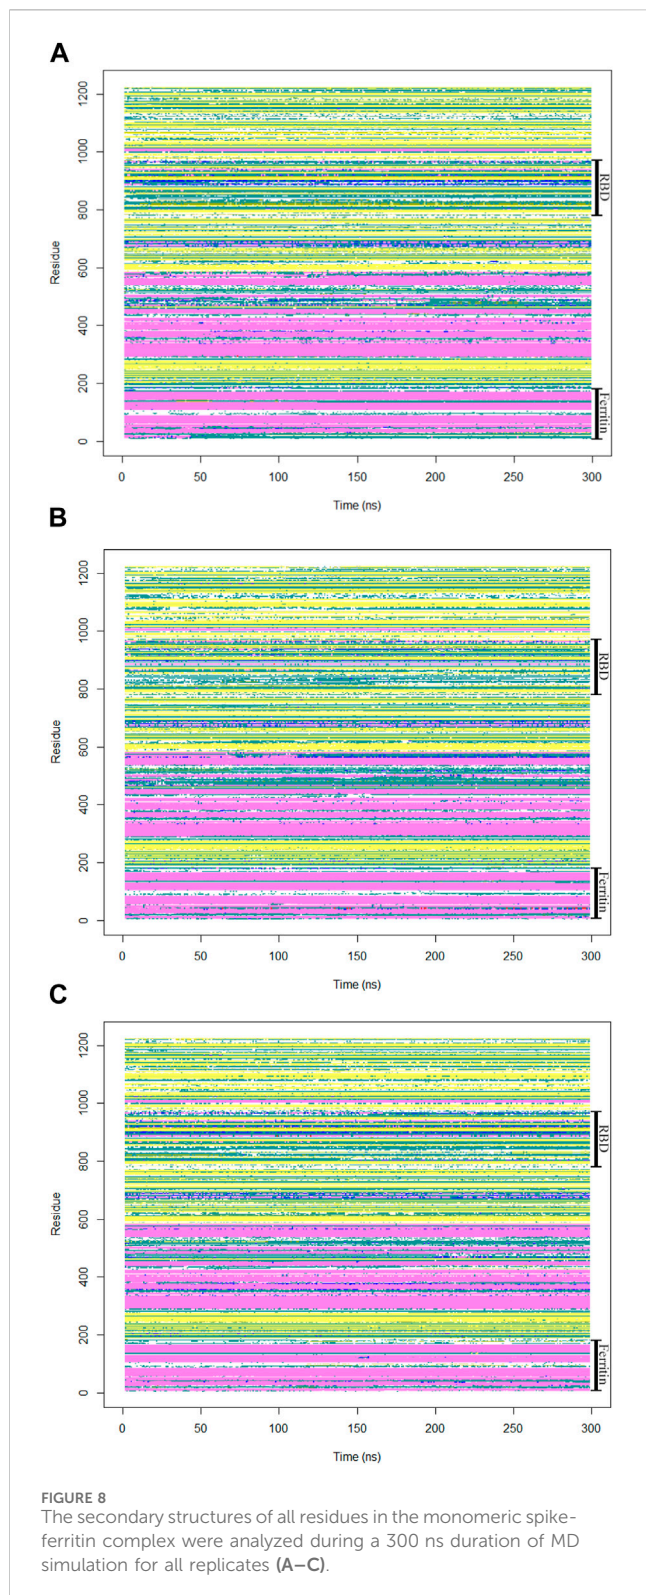 A
1200
1000
800
600
400
200
0
Residue
RBD
Ferritin
0 50 100 150 200 250 300
Time (ns)
B
1200
1000
800
600
400
200
0
Residue
RBD
Ferritin
0 50 100 150 200 250 300
Time (ns)
C
1200
1000
800
600
400
200
0
Residue
RBD
Ferritin
0 50 100 150 200 250 300
Time (ns)
FIGURE 8
The secondary structures of all residues in the monomeric spike-
ferritin complex were analyzed during a 300 ns duration of MD
simulation for all replicates (A–C).